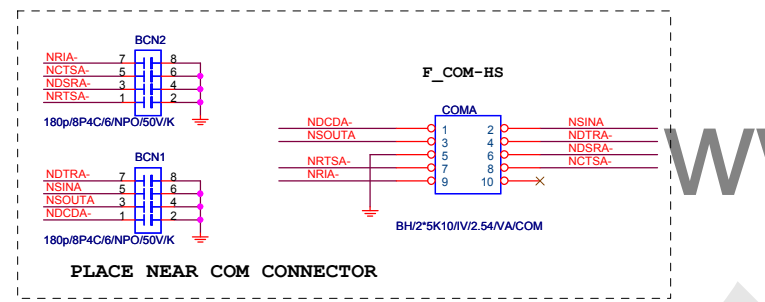 BCN2
NRIA- 7 8
NCTSA- 5 6
NDSRA- 3 4
NRTSA- 1 2
180p/8P4C/6/NPO/50V/K
BCN1
NDTRA- 7 8
NSINA 5 6
NSOUTA 3 4
NDCDA- 1 2
180p/8P4C/6/NPO/50V/K
F_COM-HS
COMA
NDCDA- 1 2 NSINA
NSOUTA 3 4 NDTRA-
5 6 NDSRA-
NRTSA- 7 8 NCTSA-
NRIA- 9 10
BH/2*5K10/IV/2.54/VA/COM
PLACE NEAR COM CONNECTOR